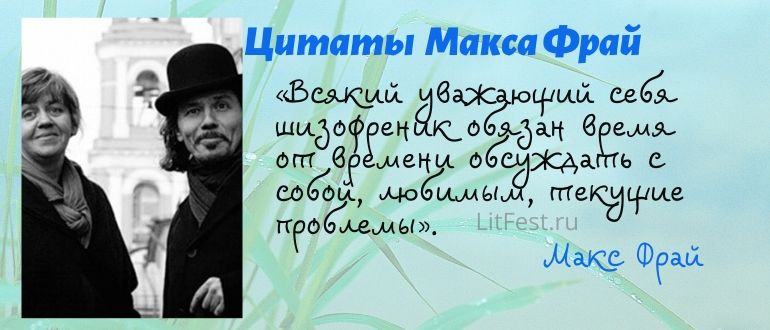 Цитаты Макса Фрай
«Всякий уважающий себя
шизофреник обязан время
от времени обсуждать с
собой, любимым, текущие
проблемы».
LitFest.ru
Макс Фрай